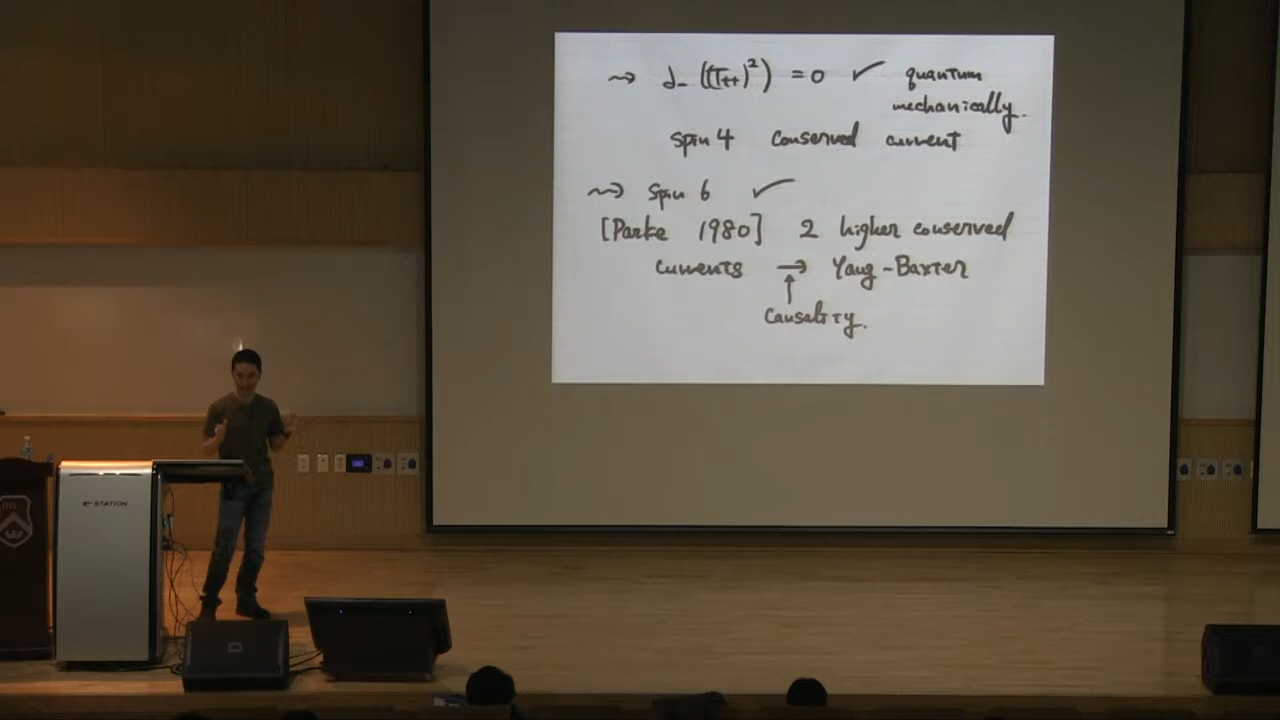 ⇝ ∂₋ ((T₊₊)²) = 0 ✓ quantum
mechanically.
spin 4 conserved current
⇝ spin 6 ✓
[Parke 1980] 2 higher conserved
currents → Yang-Baxter
↑
Causality.
e STATION